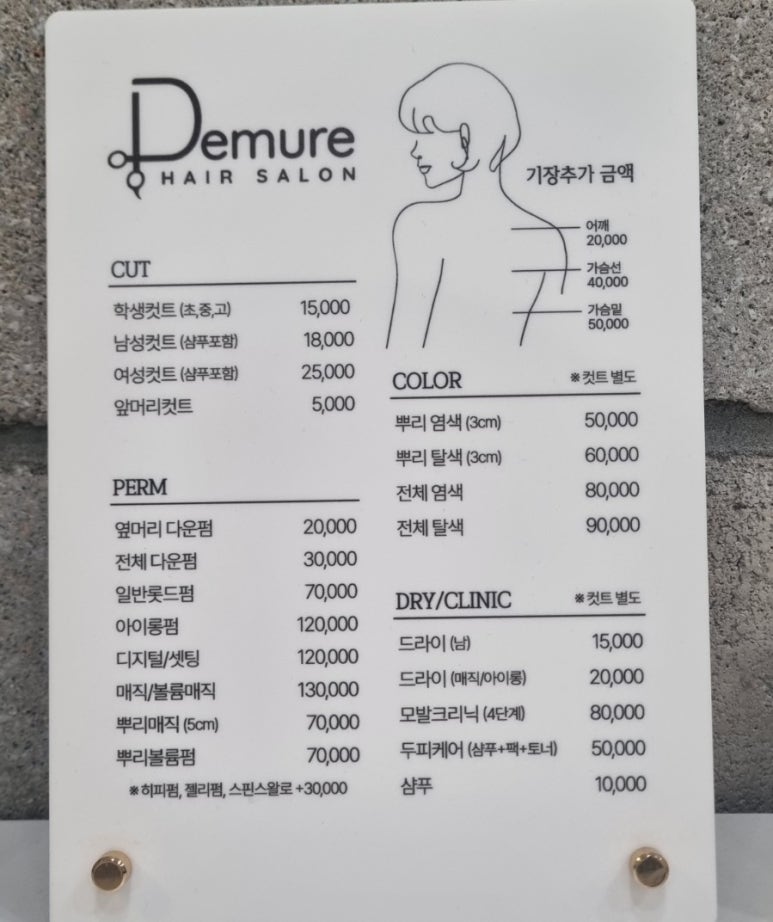 Demure
HAIR SALON
기장추가 금액
어깨
20,000
가슴선
40,000
가슴밑
50,000
CUT
학생컷트 (초,중,고) 15,000
남성컷트 (샴푸포함) 18,000
여성컷트 (샴푸포함) 25,000
앞머리컷트 5,000
PERM
옆머리 다운펌 20,000
전체 다운펌 30,000
일반롯드펌 70,000
아이롱펌 120,000
디지털/셋팅 120,000
매직/볼륨매직 130,000
뿌리매직 (5cm) 70,000
뿌리볼륨펌 70,000
※ 히피펌, 젤리펌, 스핀스왈로 +30,000
COLOR ※ 컷트 별도
뿌리 염색 (3cm) 50,000
뿌리 탈색 (3cm) 60,000
전체 염색 80,000
전체 탈색 90,000
DRY/CLINIC ※ 컷트 별도
드라이 (남) 15,000
드라이 (매직/아이롱) 20,000
모발크리닉 (4단계) 80,000
두피케어 (샴푸+팩+토너) 50,000
샴푸 10,000